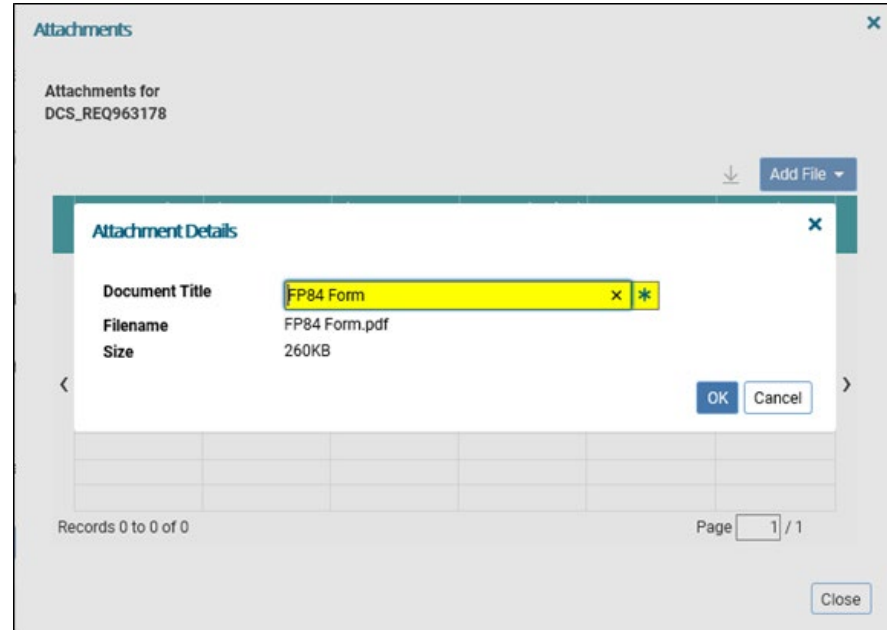 Attachments
Attachments for
DCS_REQ963178
Add File
Attachment Details
Document Title FP84 Form *
Filename FP84 Form.pdf
Size 260KB
OK Cancel
Records 0 to 0 of 0 Page 1 / 1
Close